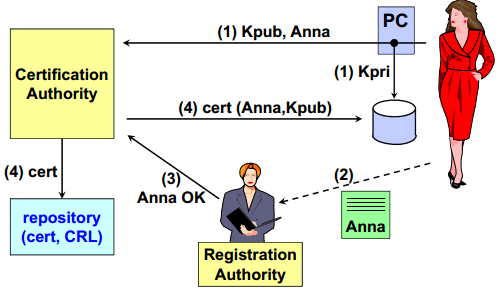 (1) Kpub, Anna
PC
Certification
Authority
(1) Kpri
(4) cert (Anna,Kpub)
(4) cert
(3)
Anna OK
(2)
repository
(cert, CRL)
Anna
Registration
Authority